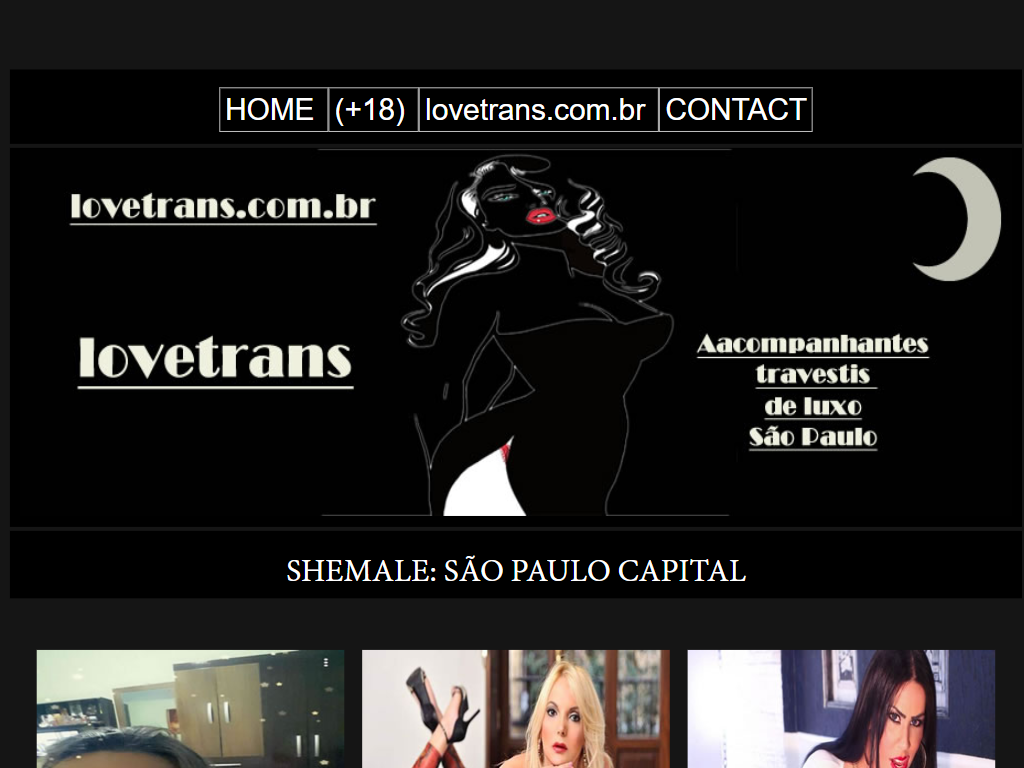 HOME (+18) lovetrans.com.br CONTACT
lovetrans.com.br
lovetrans
Aacompanhantes
travestis
de luxo
São Paulo
SHEMALE: SÃO PAULO CAPITAL